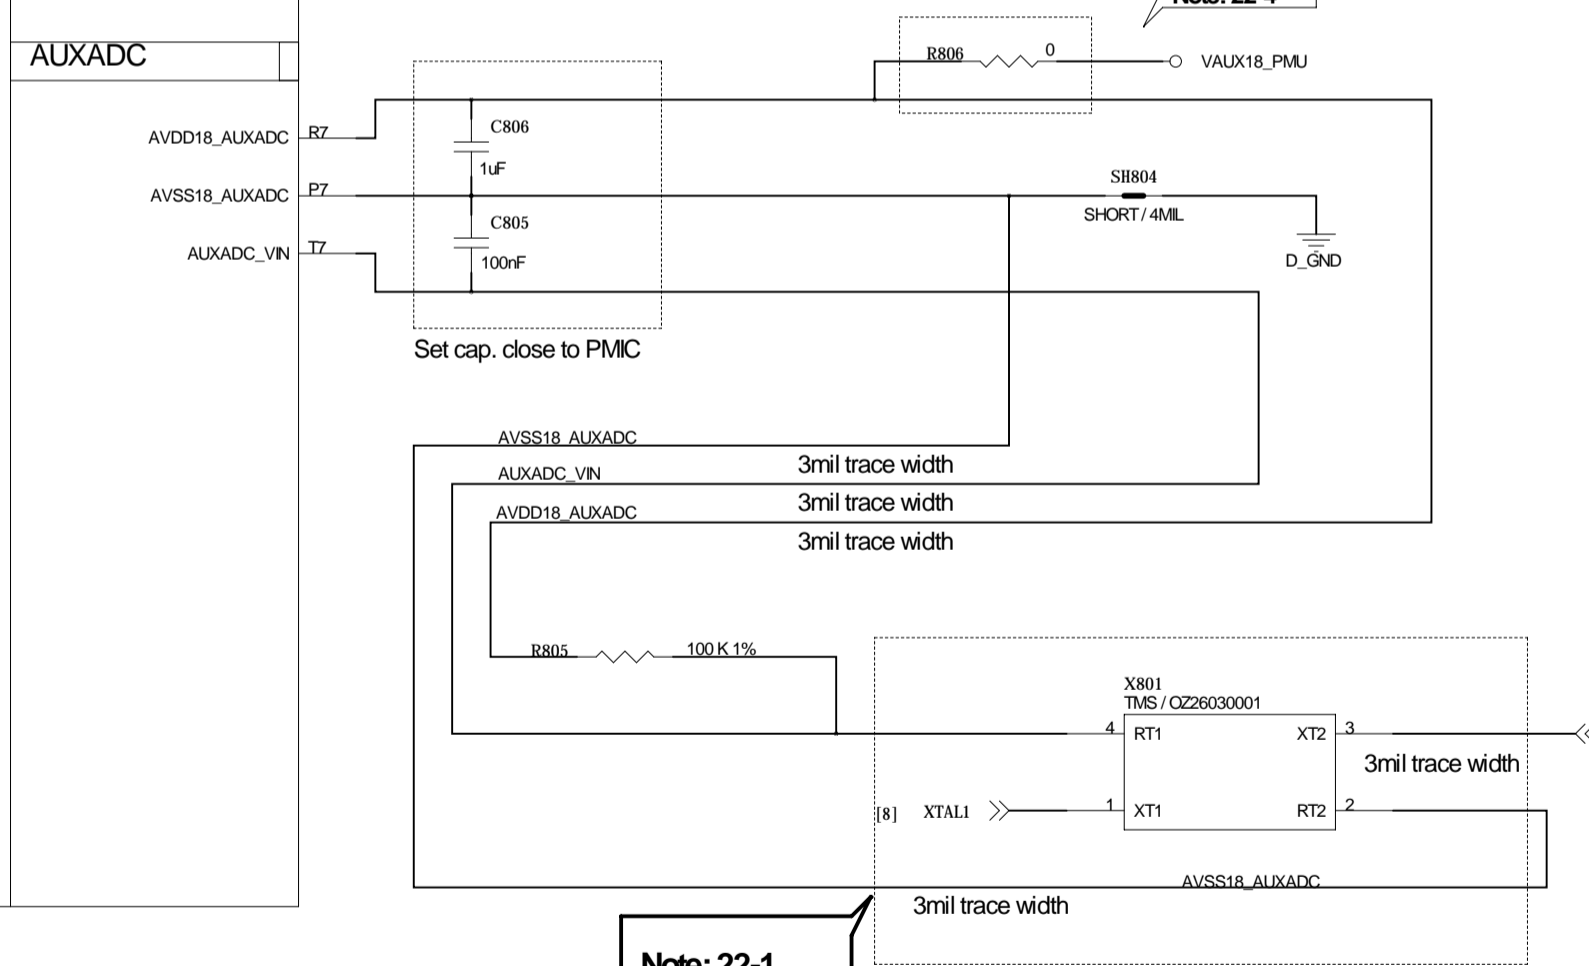 Note: 22-4
AUXADC
R806
0
VAUX18_PMU
AVDD18_AUXADC
R7
C806
1uF
AVSS18_AUXADC
P7
SH804
SHORT / 4MIL
C805
100nF
AUXADC_VIN
T7
D_GND
Set cap. close to PMIC
AVSS18_AUXADC
3mil trace width
AUXADC_VIN
3mil trace width
AVDD18_AUXADC
3mil trace width
R805
100 K 1%
X801
TMS / OZ26030001
4
RT1
XT2
3
3mil trace width
[8]
XTAL1
1
XT1
RT2
2
AVSS18_AUXADC
3mil trace width
Note: 22-1